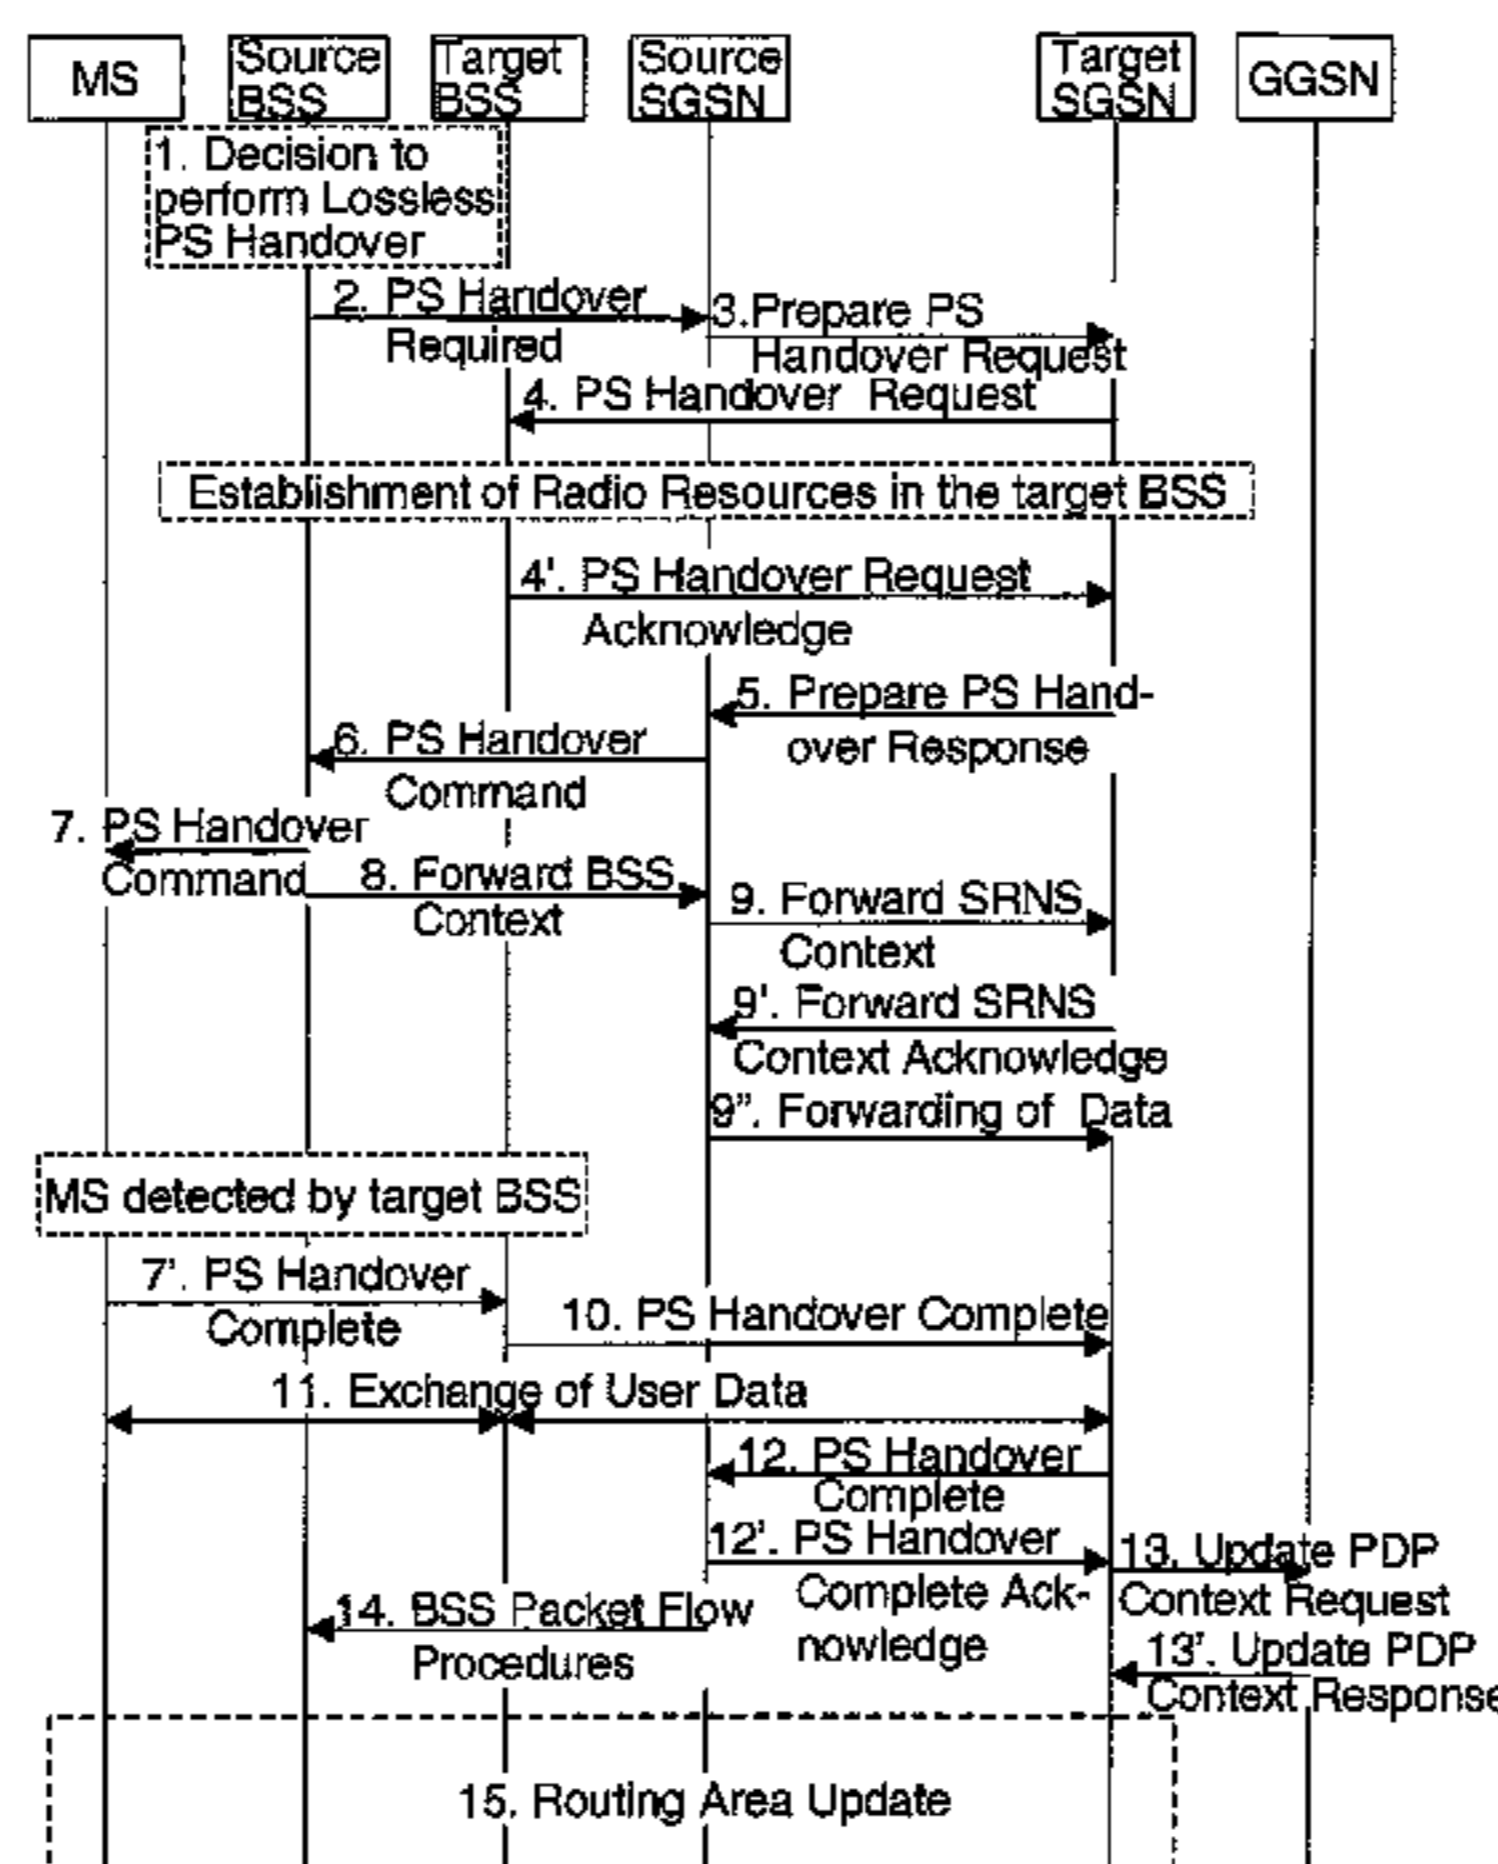 MS
Source
BSS
Target
BSS
Source
SGSN
Target
SGSN
GGSN
1. Decision to
perform Lossless
PS Handover
2. PS Handover
Required
3.Prepare PS
Handover Request
4. PS Handover Request
Establishment of Radio Resources in the target BSS
4'. PS Handover Request
Acknowledge
5. Prepare PS Hand-
over Response
6. PS Handover
Command
7. PS Handover
Command
8. Forward BSS
Context
9. Forward SRNS
Context
9'. Forward SRNS
Context Acknowledge
9”. Forwarding of Data
MS detected by target BSS
7’. PS Handover
Complete
10. PS Handover Complete
11. Exchange of User Data
12. PS Handover
Complete
12'. PS Handover
Complete Ack-
nowledge
13. Update PDP
Context Request
14. BSS Packet Flow
Procedures
13’. Update PDP
Context Response
15. Routing Area Update